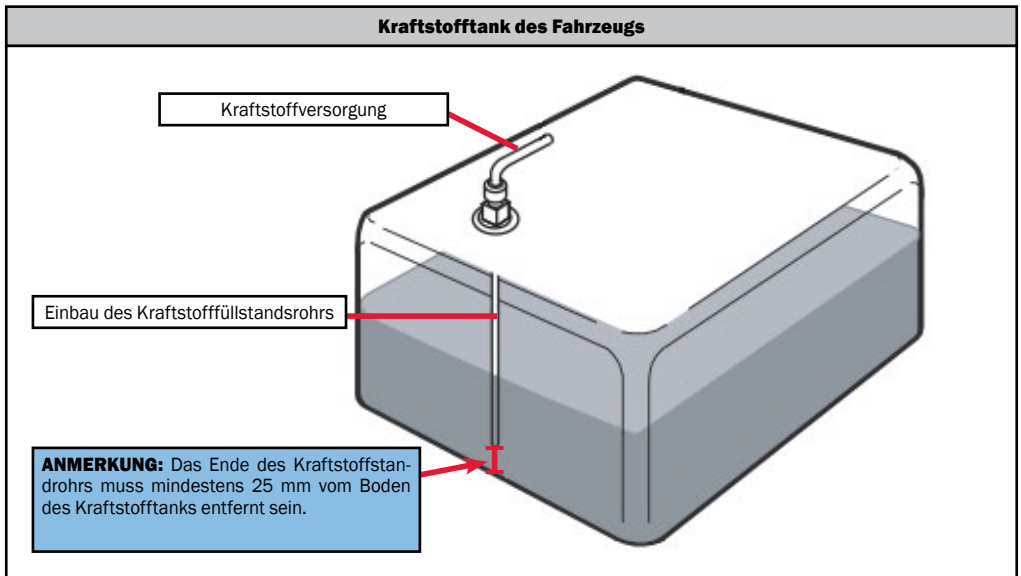 Kraftstofftank des Fahrzeugs
Kraftstoffversorgung
Einbau des Kraftstofffüllstandsrohrs
ANMERKUNG: Das Ende des Kraftstoffstan-
drohrs muss mindestens 25 mm vom Boden
des Kraftstofftanks entfernt sein.